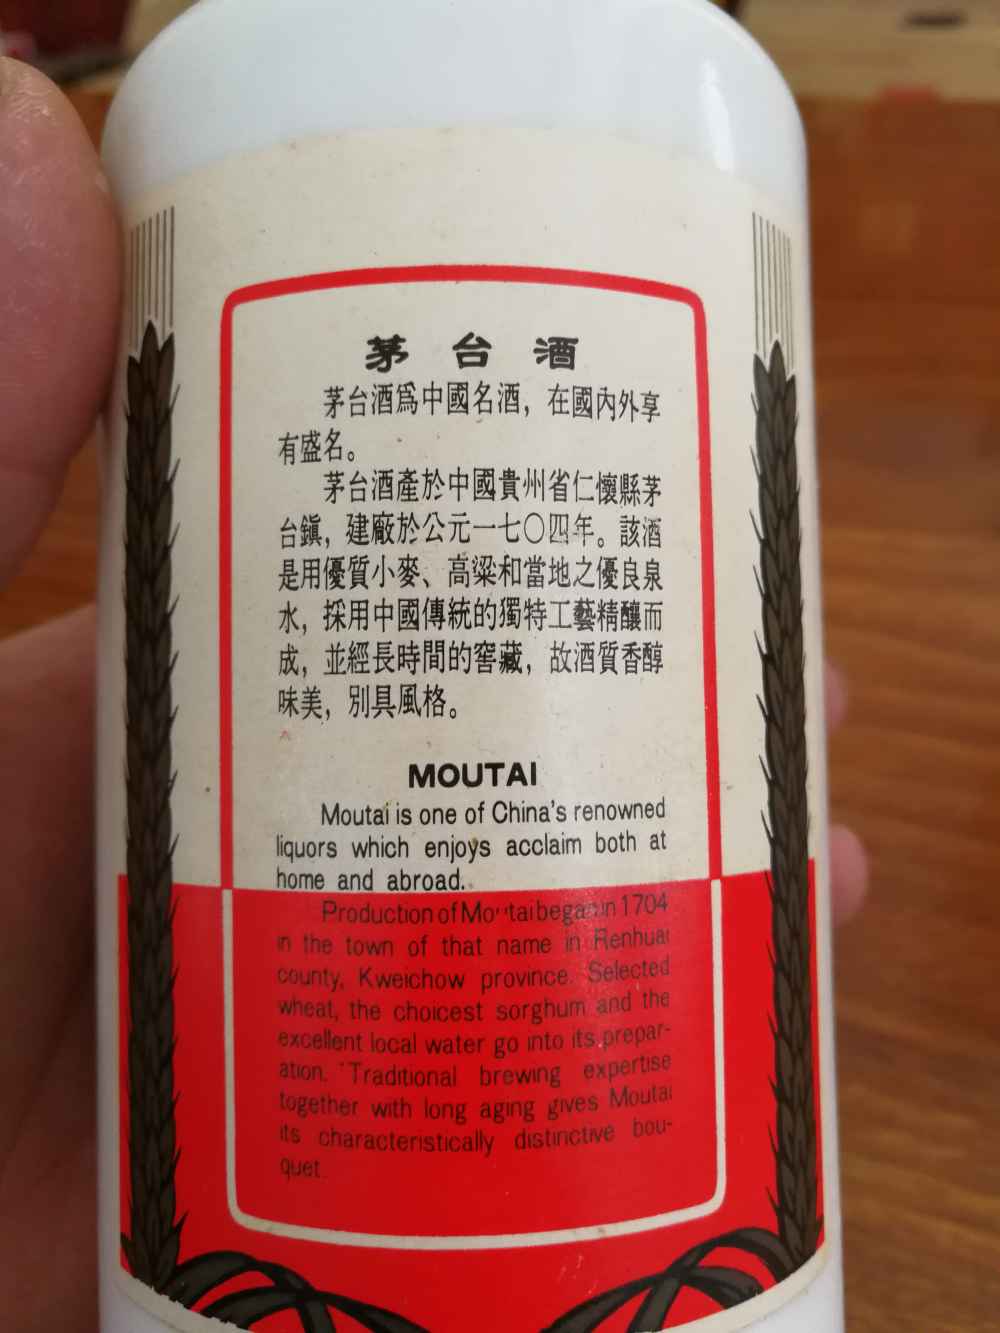 茅台酒
茅台酒爲中國名酒，在國內外享
有盛名。
茅台酒產於中國貴州省仁懷縣茅
台鎮，建廠於公元一七〇四年。該酒
是用優質小麥、高粱和當地之優良泉
水，採用中國傳統的獨特工藝精釀而
成，並經長時間的窖藏，故酒質香醇
味美，別具風格。
MOUTAI
Moutai is one of China's renowned
liquors which enjoys acclaim both at
home and abroad.
Production of Moutai began in 1704
in the town of that name in Renhuai
county, Kweichow province. Selected
wheat, the choicest sorghum and the
excellent local water go into its prepar-
ation. Traditional brewing expertise
together with long aging gives Moutai
its characteristically distinctive bou-
quet.